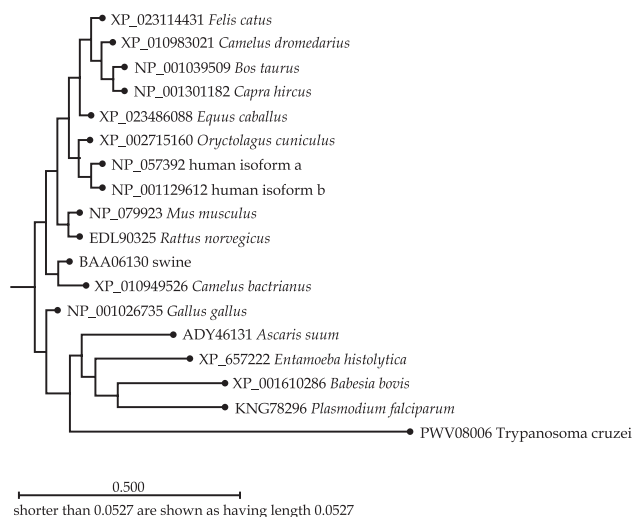 XP_023114431 Felis catus
XP_010983021 Camelus dromedarius
NP_001039509 Bos taurus
NP_001301182 Capra hircus
XP_023486088 Equus caballus
XP_002715160 Oryctolagus cuniculus
NP_057392 human isoform a
NP_001129612 human isoform b
NP_079923 Mus musculus
EDL90325 Rattus norvegicus
BAA06130 swine
XP_010949526 Camelus bactrianus
NP_001026735 Gallus gallus
ADY46131 Ascaris suum
XP_657222 Entamoeba histolytica
XP_001610286 Babesia bovis
KNG78296 Plasmodium falciparum
PWV08006 Trypanosoma cruzei
0.500
shorter than 0.0527 are shown as having length 0.0527